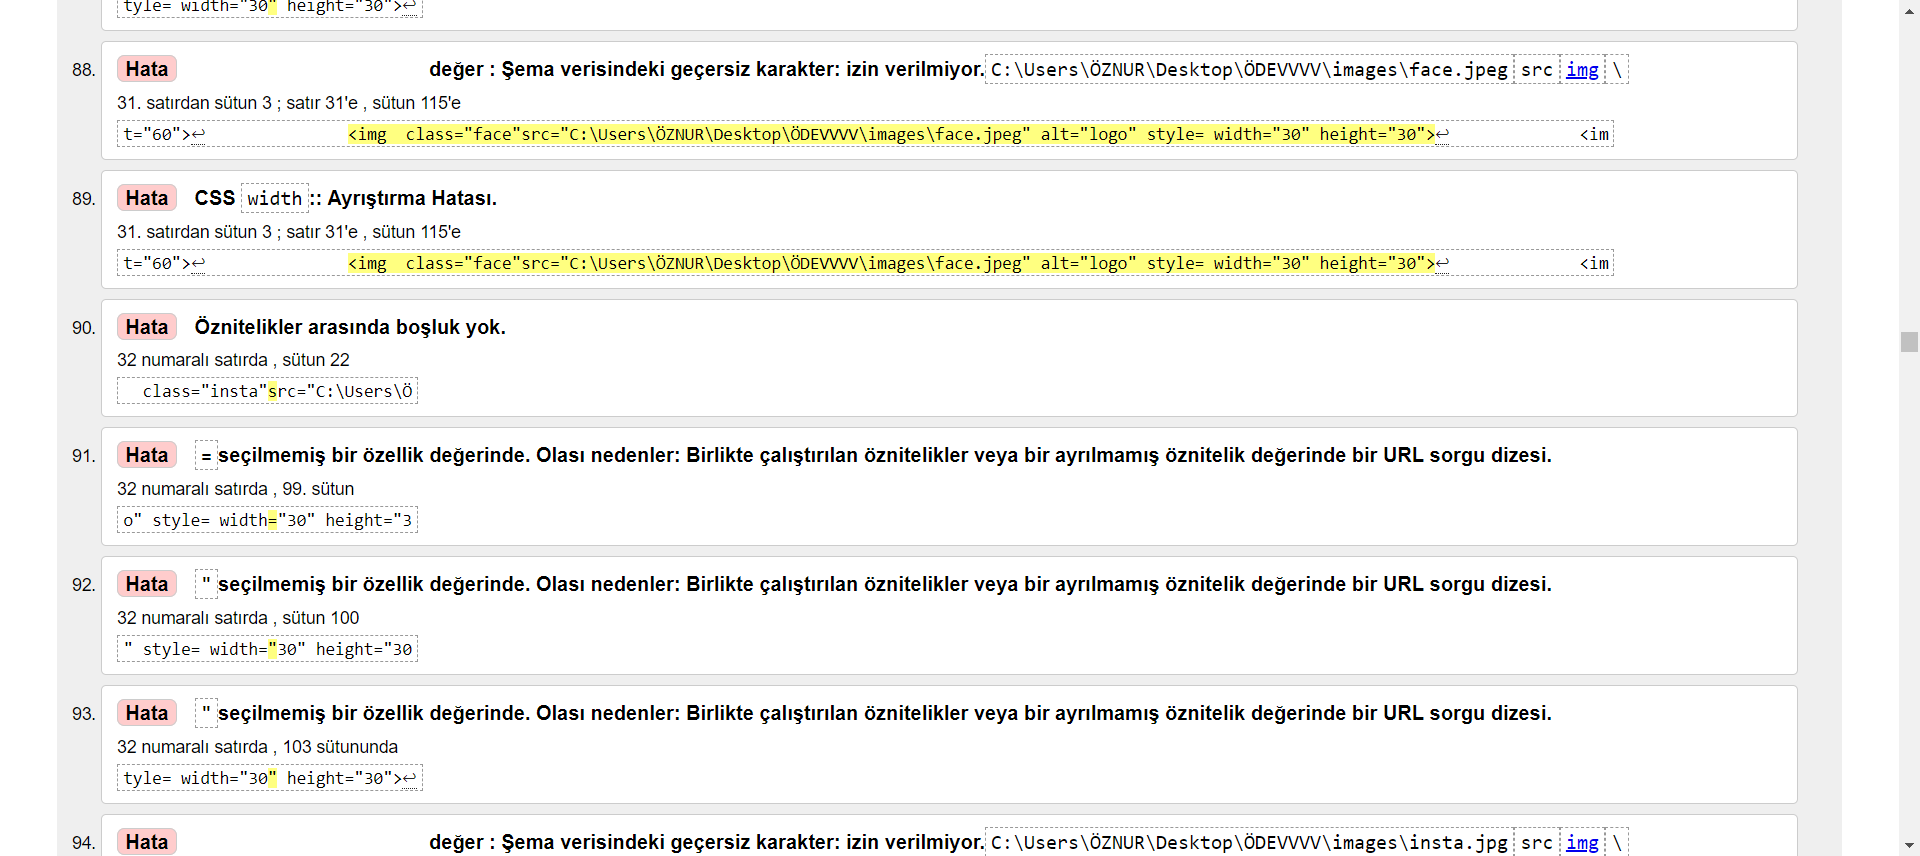 tyle= width="30" height="30">↩
88. Hata değer : Şema verisindeki geçersiz karakter: izin verilmiyor. C:\Users\ÖZNUR\Desktop\ÖDEVVVV\images\face.jpeg src img \
31. satırdan sütun 3 ; satır 31'e , sütun 115'e
t="60">↩ <img  class="face"src="C:\Users\ÖZNUR\Desktop\ÖDEVVVV\images\face.jpeg" alt="logo" style= width="30" height="30">↩ <im
89. Hata CSS width:: Ayrıştırma Hatası.
31. satırdan sütun 3 ; satır 31'e , sütun 115'e
t="60">↩ <img  class="face"src="C:\Users\ÖZNUR\Desktop\ÖDEVVVV\images\face.jpeg" alt="logo" style= width="30" height="30">↩ <im
90. Hata Öznitelikler arasında boşluk yok.
32 numaralı satırda , sütun 22
class="insta"src="C:\Users\Ö
91. Hata = seçilmemiş bir özellik değerinde. Olası nedenler: Birlikte çalıştırılan öznitelikler veya bir ayrılmamış öznitelik değerinde bir URL sorgu dizesi.
32 numaralı satırda , 99. sütun
o" style= width="30" height="3
92. Hata " seçilmemiş bir özellik değerinde. Olası nedenler: Birlikte çalıştırılan öznitelikler veya bir ayrılmamış öznitelik değerinde bir URL sorgu dizesi.
32 numaralı satırda , sütun 100
" style= width="30" height="30
93. Hata " seçilmemiş bir özellik değerinde. Olası nedenler: Birlikte çalıştırılan öznitelikler veya bir ayrılmamış öznitelik değerinde bir URL sorgu dizesi.
32 numaralı satırda , 103 sütununda
tyle= width="30" height="30">↩
94. Hata değer : Şema verisindeki geçersiz karakter: izin verilmiyor. C:\Users\ÖZNUR\Desktop\ÖDEVVVV\images\insta.jpg src img \